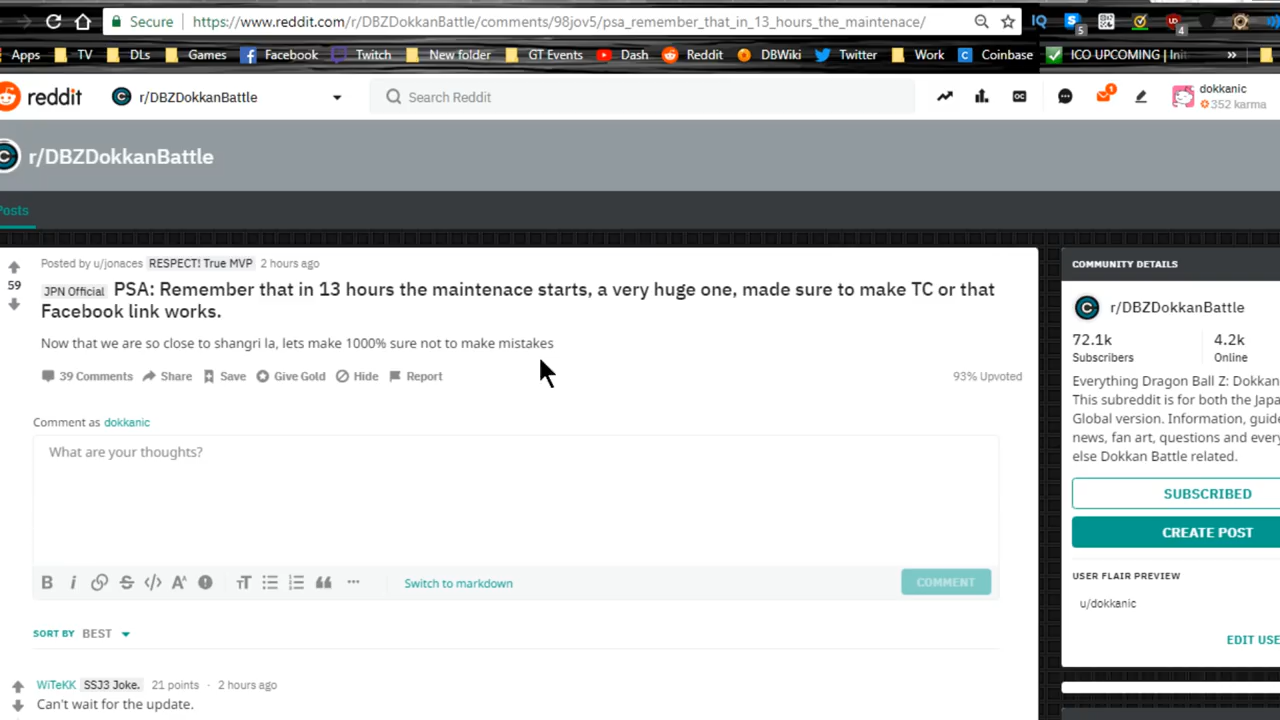 Secure https://www.reddit.com/r/DBZDokkanBattle/comments/98jov5/psa_remember_that_in_13_hours_the_maintenace/
IQ 5 UD 4
Apps TV DLs Games Facebook Twitch New folder GT Events Dash Reddit DBWiki Twitter Work Coinbase ICO UPCOMING | Ini »
reddit r/DBZDokkanBattle Search Reddit OC 1 dokkanic
352 karma
r/DBZDokkanBattle
Posts
Posted by u/jonaces RESPECT! True MVP 2 hours ago
59
JPN Official PSA: Remember that in 13 hours the maintenace starts, a very huge one, made sure to make TC or that
Facebook link works.
Now that we are so close to shangri la, lets make 1000% sure not to make mistakes
39 Comments Share Save Give Gold Hide Report 93% Upvoted
Comment as dokkanic
What are your thoughts?
B i S </> A T Switch to markdown COMMENT
SORT BY BEST
WiTeKK SSJ3 Joke. 21 points · 2 hours ago
Can't wait for the update.
COMMUNITY DETAILS
r/DBZDokkanBattle
72.1k 4.2k
Subscribers Online
Everything Dragon Ball Z: Dokkan
This subreddit is for both the Japa
Global version. Information, guide
news, fan art, questions and every
else Dokkan Battle related.
SUBSCRIBED
CREATE POST
USER FLAIR PREVIEW
u/dokkanic
EDIT USE